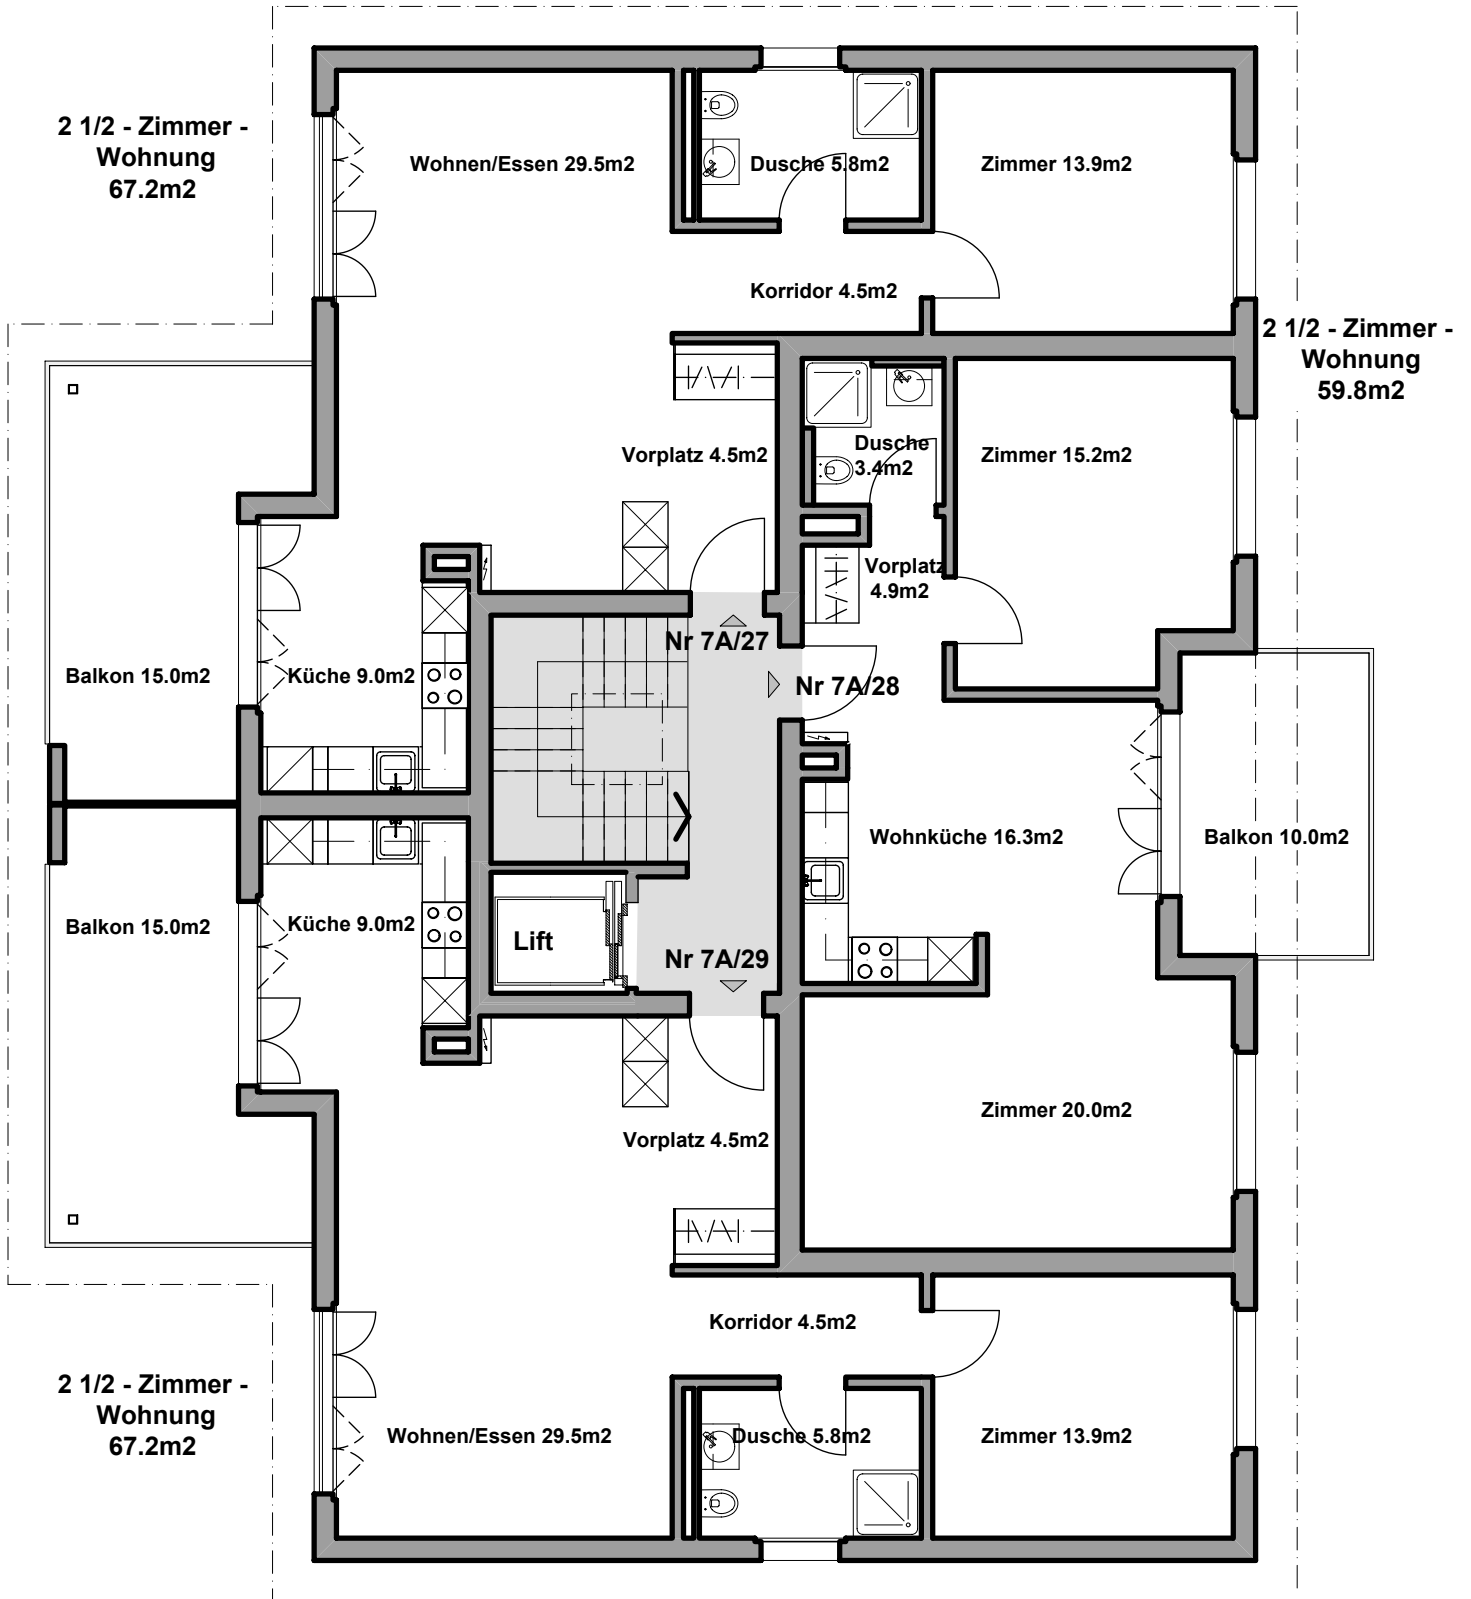 2 1/2 - Zimmer -
Wohnung
67.2m2
Wohnen/Essen 29.5m2
Dusche 5.8m2
Zimmer 13.9m2
Korridor 4.5m2
2 1/2 - Zimmer -
Wohnung
59.8m2
Vorplatz 4.5m2
Dusche
3.4m2
Zimmer 15.2m2
Vorplatz
4.9m2
Nr 7A/27
Balkon 15.0m2
Küche 9.0m2
Nr 7A/28
Wohnküche 16.3m2
Balkon 10.0m2
Balkon 15.0m2
Küche 9.0m2
Lift
Nr 7A/29
Zimmer 20.0m2
Vorplatz 4.5m2
Korridor 4.5m2
2 1/2 - Zimmer -
Wohnung
67.2m2
Wohnen/Essen 29.5m2
Dusche 5.8m2
Zimmer 13.9m2